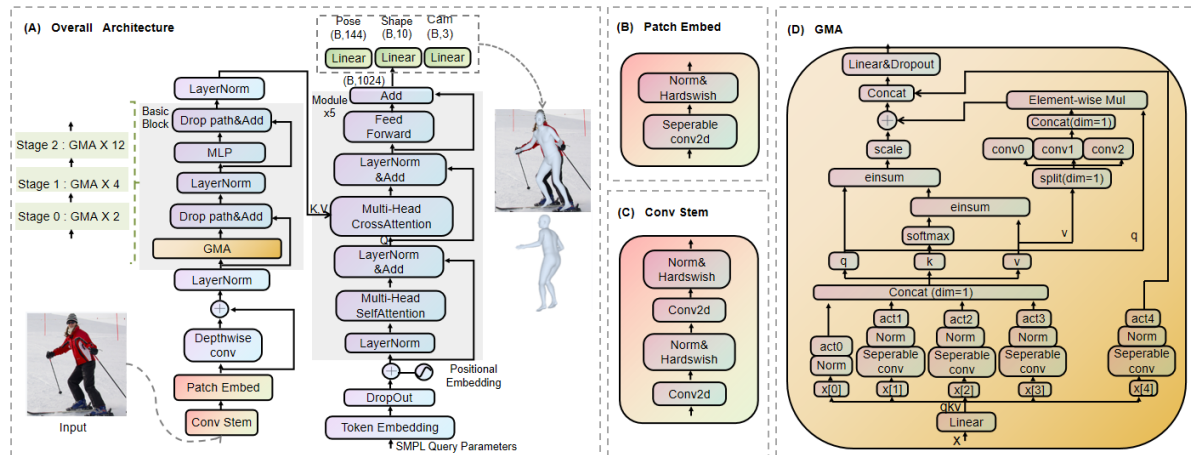 (A) Overall Architecture
Pose
(B,144)
Shape
(B,10)
Cam
(B,3)
Linear
Linear
Linear
(B,1024)
LayerNorm
Basic
Block
Drop path&Add
MLP
LayerNorm
Drop path&Add
GMA
LayerNorm
Depthwise
conv
Patch Embed
Conv Stem
Stage 2 : GMA X 12
Stage 1 : GMA X 4
Stage 0 : GMA X 2
Input
Module
x5
Add
Feed
Forward
LayerNorm
&Add
K,V
Multi-Head
CrossAttention
Q
LayerNorm
&Add
Multi-Head
SelfAttention
LayerNorm
Positional
Embedding
DropOut
Token Embedding
SMPL Query Parameters
(B) Patch Embed
Norm&
Hardswish
Seperable
conv2d
(C) Conv Stem
Norm&
Hardswish
Conv2d
Norm&
Hardswish
Conv2d
(D) GMA
Linear&Dropout
Concat
Element-wise Mul
Concat(dim=1)
scale
conv0
conv1
conv2
einsum
split(dim=1)
einsum
softmax
v
q
q
k
v
Concat (dim=1)
act0
Norm
act1
Norm
Seperable
conv
act2
Norm
Seperable
conv
act3
Norm
Seperable
conv
act4
Norm
Seperable
conv
x[0]
x[1]
x[2]
x[3]
x[4]
qkv
Linear
X